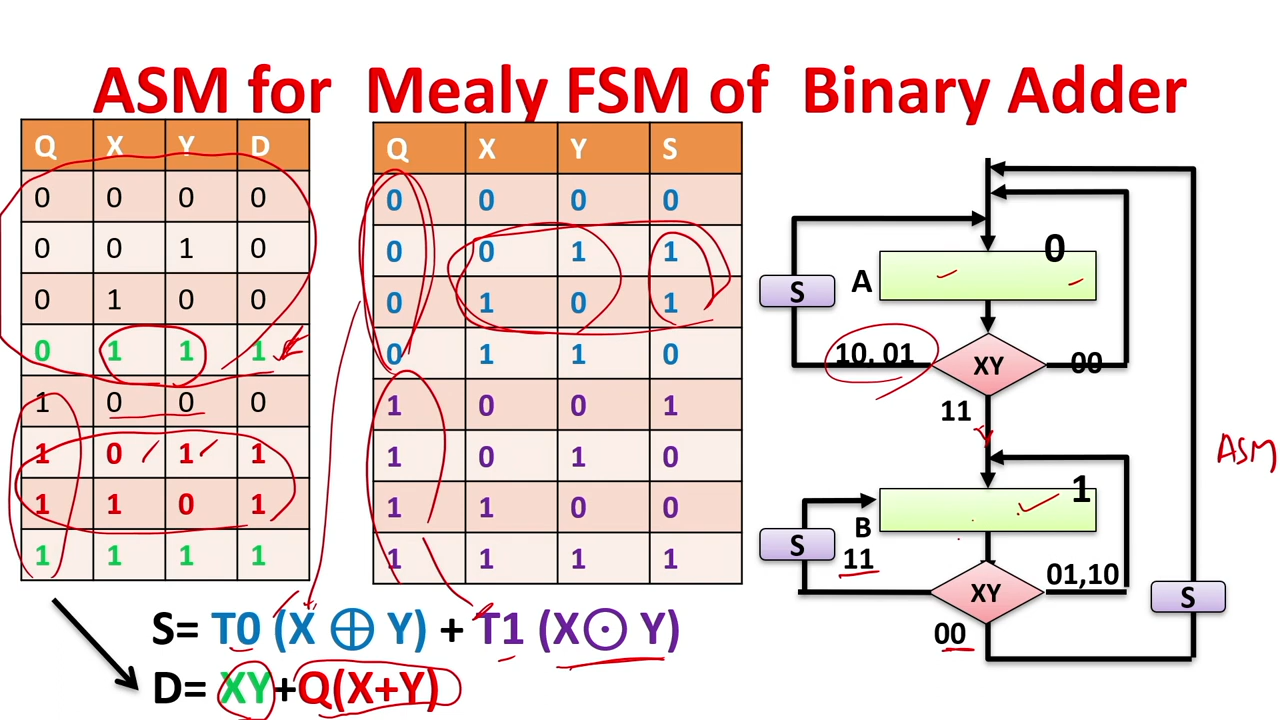 ASM for Mealy FSM of Binary Adder
Q X Y D
0 0 0 0
0 0 1 0
0 1 0 0
0 1 1 1
1 0 0 0
1 0 1 1
1 1 0 1
1 1 1 1
Q X Y S
0 0 0 0
0 0 1 1
0 1 0 1
0 1 1 0
1 0 0 1
1 0 1 0
1 1 0 0
1 1 1 1
S= T0 (X ⊕ Y) + T1 (X⊙ Y)
D= XY+Q(X+Y)
0
A
S
10, 01
XY
00
11
1
B
S
11
XY
01,10
00
S
ASM